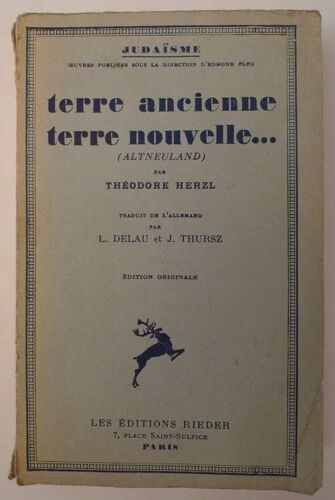 JUDAÏSME
ŒUVRES PUBLIÉES SOUS LA DIRECTION D'EDMOND FLEG
terre ancienne
terre nouvelle...
(ALTNEULAND)
PAR
THÉODORE HERZL
TRADUIT DE L'ALLEMAND
PAR
L. DELAU et J. THURSZ
ÉDITION ORIGINALE
LES ÉDITIONS RIEDER
7, PLACE SAINT-SULPICE
PARIS